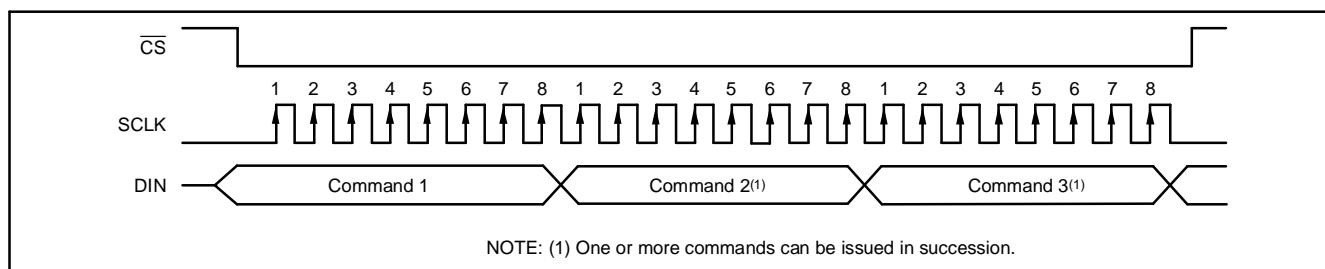 CS
1 2 3 4 5 6 7 8 1 2 3 4 5 6 7 8 1 2 3 4 5 6 7 8
SCLK
DIN Command 1 Command 2(1) Command 3(1)
NOTE: (1) One or more commands can be issued in succession.